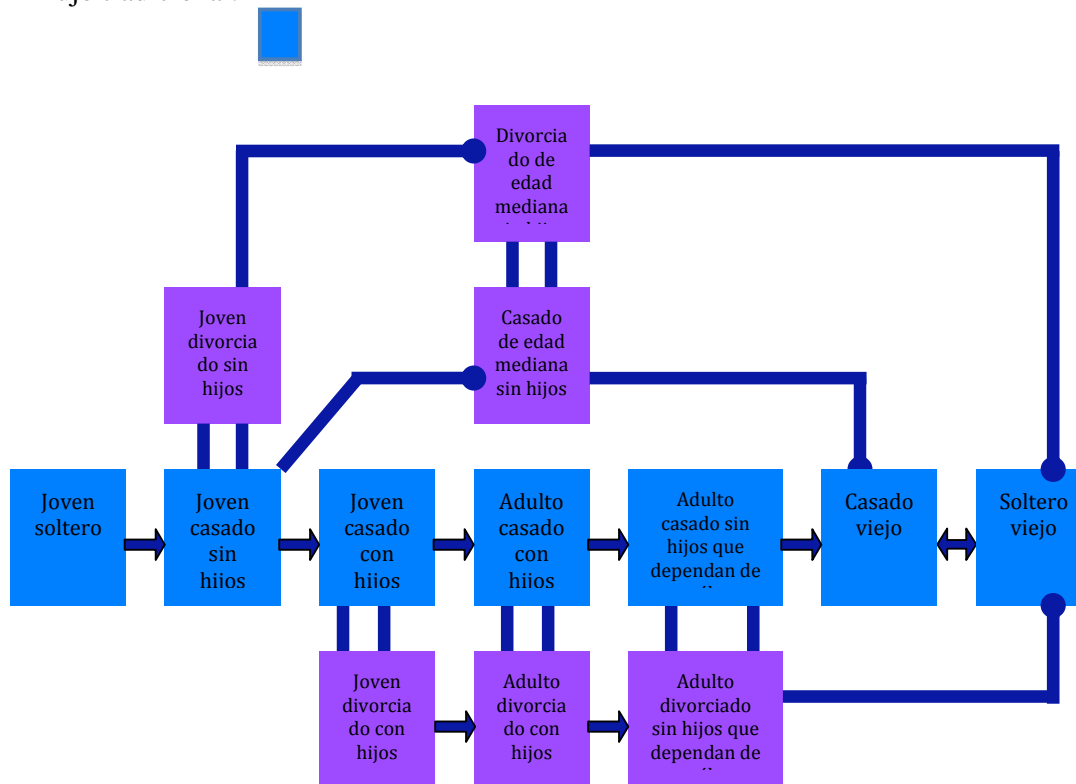 Divorcia
do de
edad
mediana
Joven
divorcia
do sin
hijos
Casado
de edad
mediana
sin hijos
Joven
soltero
Joven
casado
sin
hijos
Joven
casado
con
hijos
Adulto
casado
con
hijos
Adulto
casado sin
hijos que
dependan de
Casado
viejo
Soltero
viejo
Joven
divorcia
do con
hijos
Adulto
divorcia
do con
hijos
Adulto
divorciado
sin hijos que
dependan de